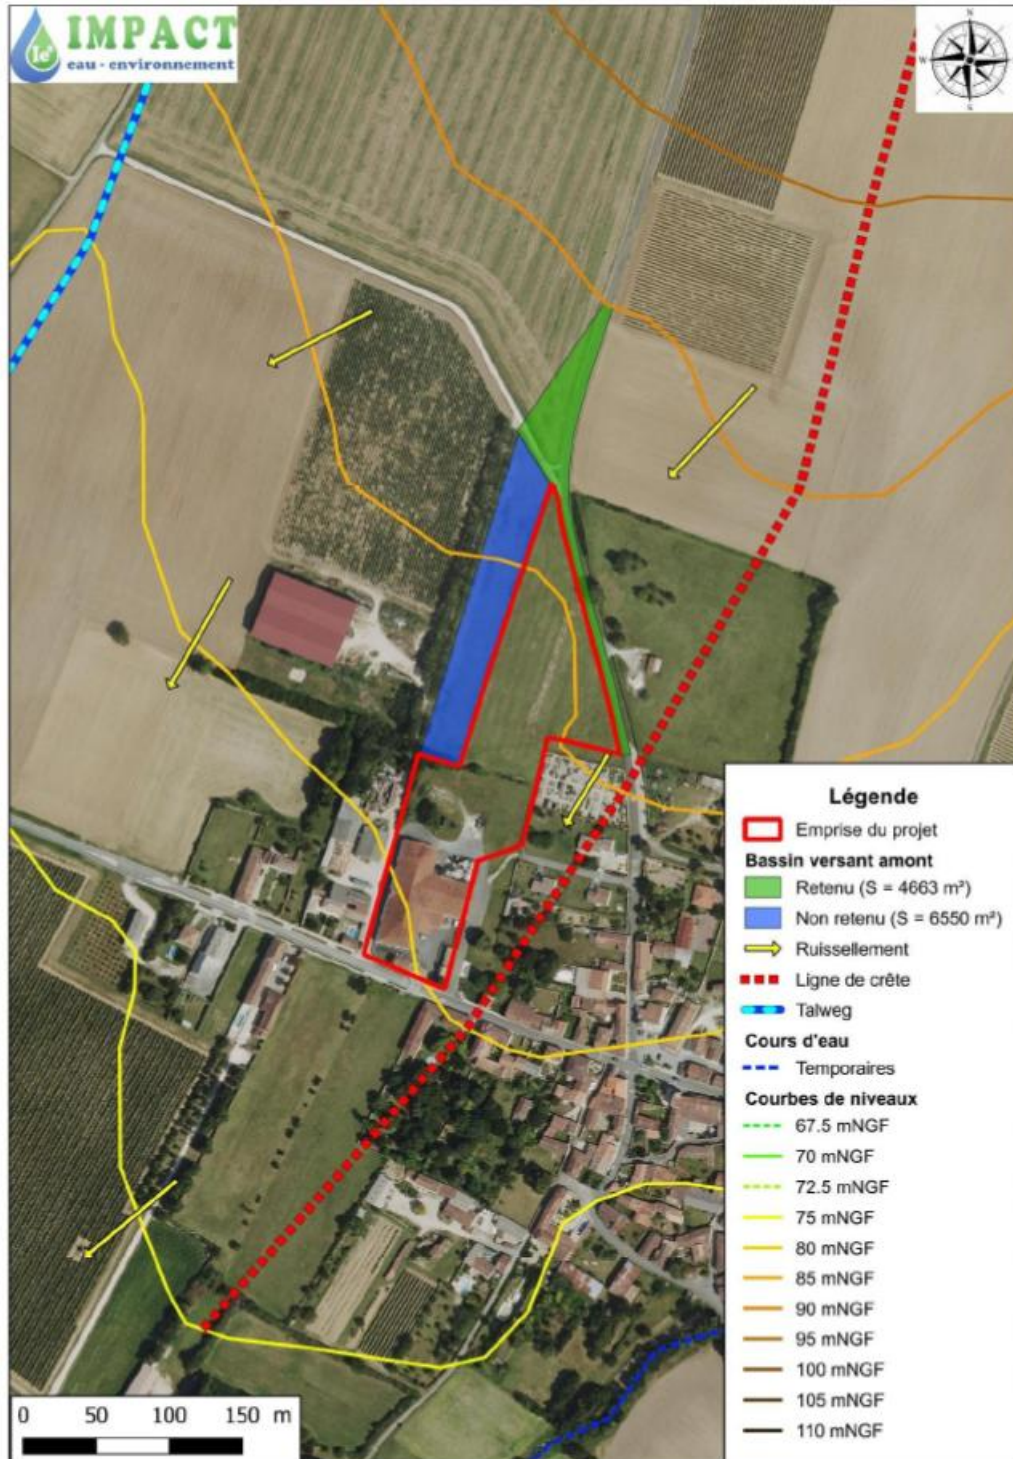 IMPACT
eau - environnement
Ie²
N
W
S
Légende
Emprise du projet
Bassin versant amont
Retenu (S = 4663 m²)
Non retenu (S = 6550 m²)
Ruissellement
Ligne de crête
Talweg
Cours d'eau
Temporaires
Courbes de niveaux
67.5 mNGF
70 mNGF
72.5 mNGF
75 mNGF
80 mNGF
85 mNGF
90 mNGF
95 mNGF
100 mNGF
105 mNGF
110 mNGF
0 50 100 150 m